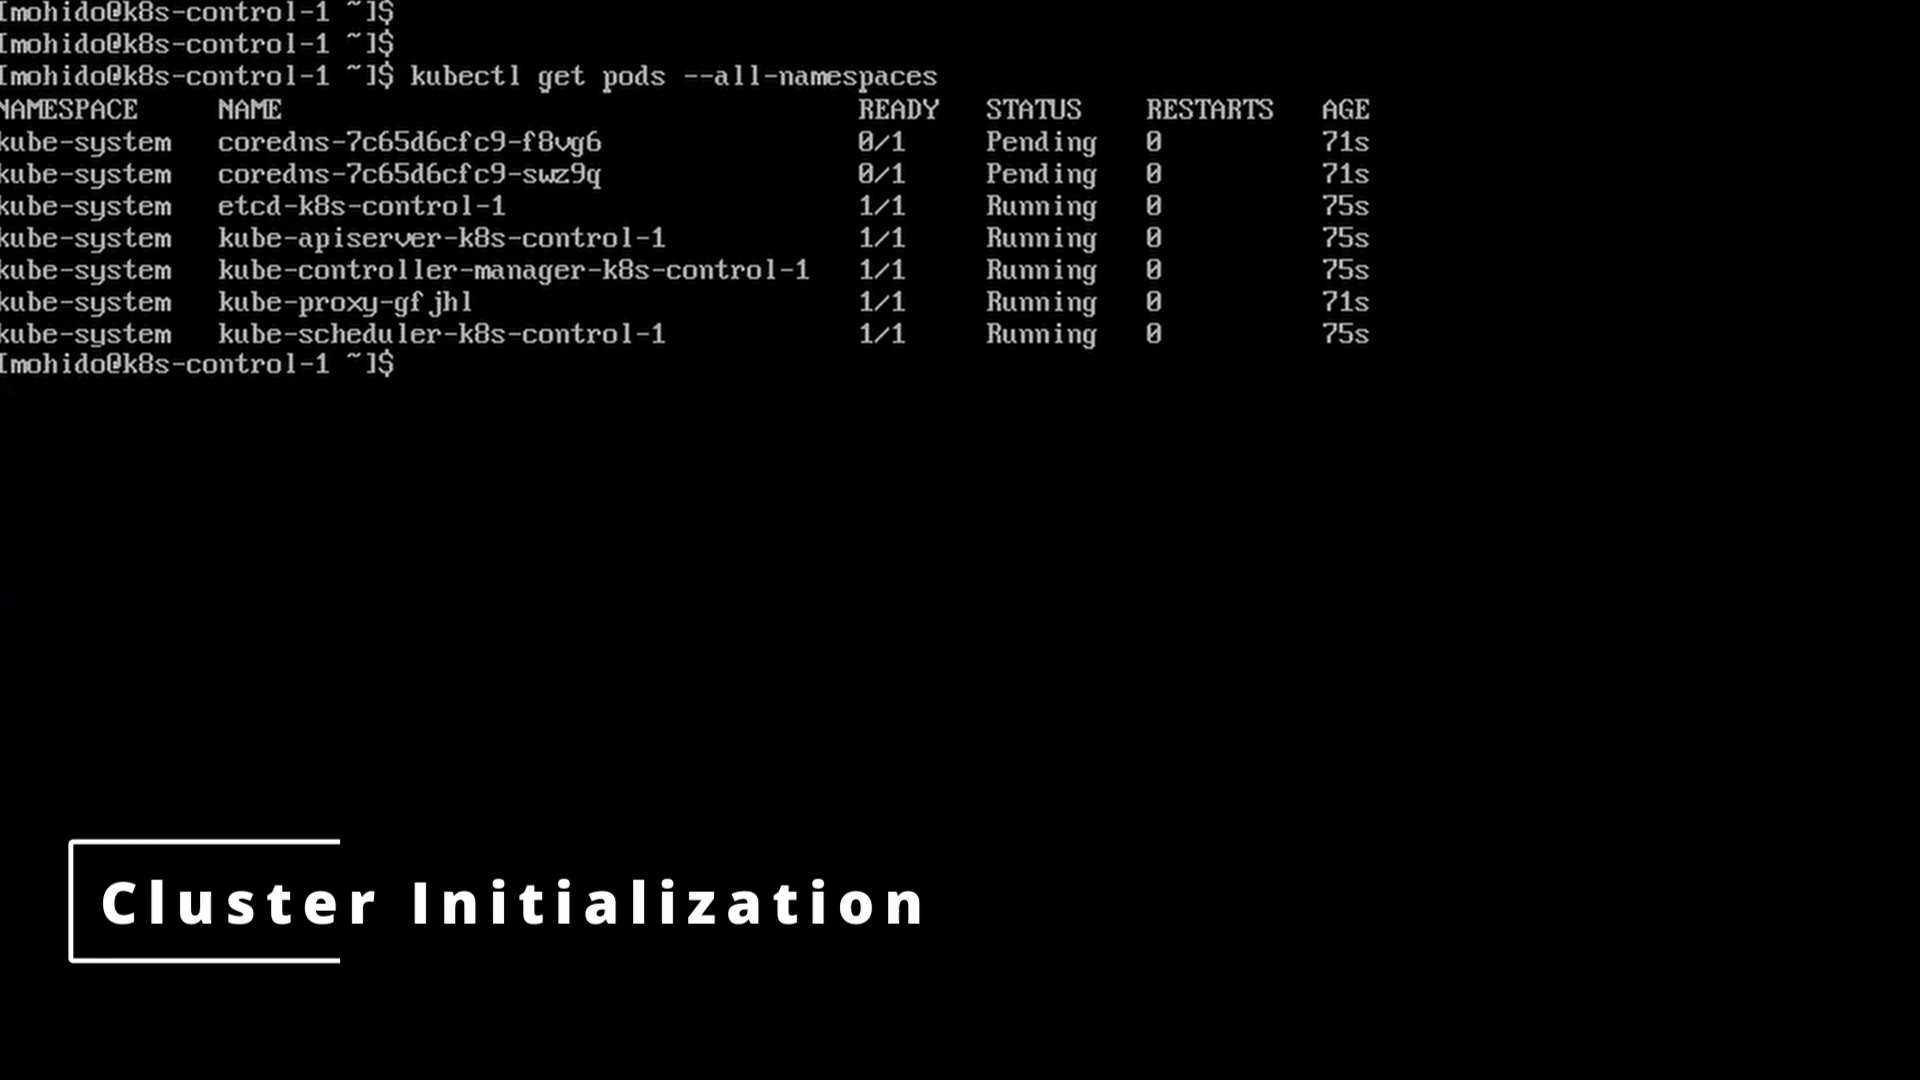 [mohido@k8s-control-1 ~]$
[mohido@k8s-control-1 ~]$
[mohido@k8s-control-1 ~]$ kubectl get pods --all-namespaces
NAMESPACE NAME READY STATUS RESTARTS AGE
kube-system coredns-7c65d6cfc9-f8vg6 0/1 Pending 0 71s
kube-system coredns-7c65d6cfc9-swz9q 0/1 Pending 0 71s
kube-system etcd-k8s-control-1 1/1 Running 0 75s
kube-system kube-apiserver-k8s-control-1 1/1 Running 0 75s
kube-system kube-controller-manager-k8s-control-1 1/1 Running 0 75s
kube-system kube-proxy-gfjhl 1/1 Running 0 71s
kube-system kube-scheduler-k8s-control-1 1/1 Running 0 75s
[mohido@k8s-control-1 ~]$
Cluster Initialization